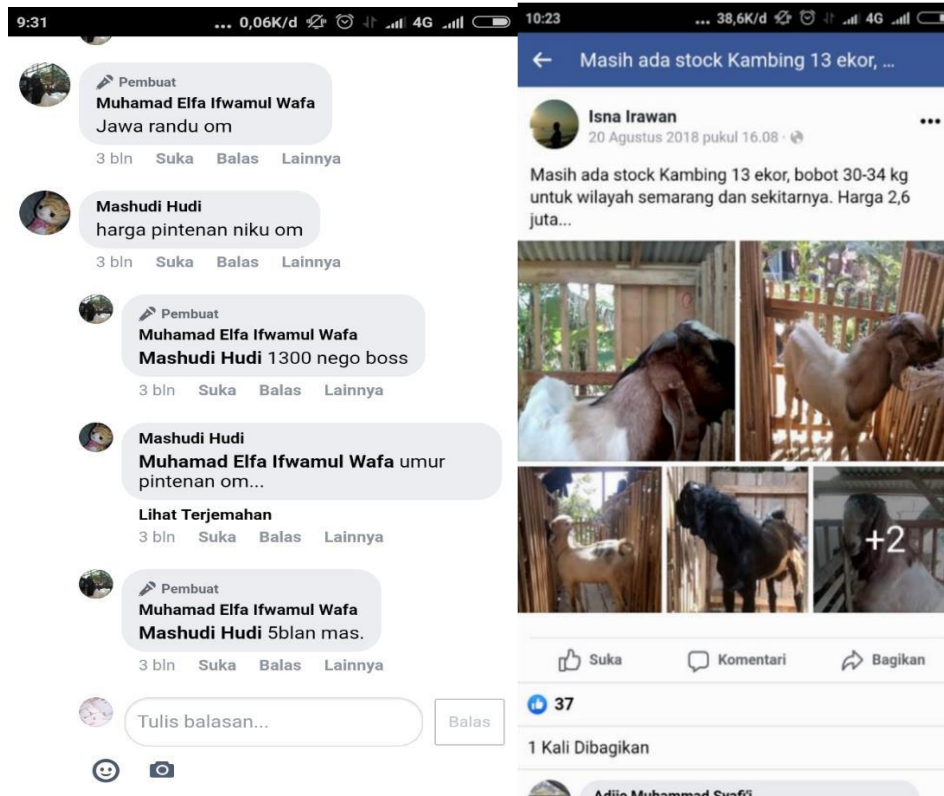 9:31
... 0,06K/d 4G
Pembuat
Muhamad Elfa Ifwamul Wafa
Jawa randu om
3 bln Suka Balas Lainnya
Mashudi Hudi
harga pintenan niku om
3 bln Suka Balas Lainnya
Pembuat
Muhamad Elfa Ifwamul Wafa
Mashudi Hudi 1300 nego boss
3 bln Suka Balas Lainnya
Mashudi Hudi
Muhamad Elfa Ifwamul Wafa umur
pintenan om...
Lihat Terjemahan
3 bln Suka Balas Lainnya
Pembuat
Muhamad Elfa Ifwamul Wafa
Mashudi Hudi 5blan mas.
3 bln Suka Balas Lainnya
Tulis balasan...
Balas
10:23
... 38,6K/d 4G
Masih ada stock Kambing 13 ekor, ...
Isna Irawan
20 Agustus 2018 pukul 16.08 ·
Masih ada stock Kambing 13 ekor, bobot 30-34 kg
untuk wilayah semarang dan sekitarnya. Harga 2,6
juta...
+2
Suka Komentari Bagikan
37
1 Kali Dibagikan
Adjie Muhammad Syafi'i